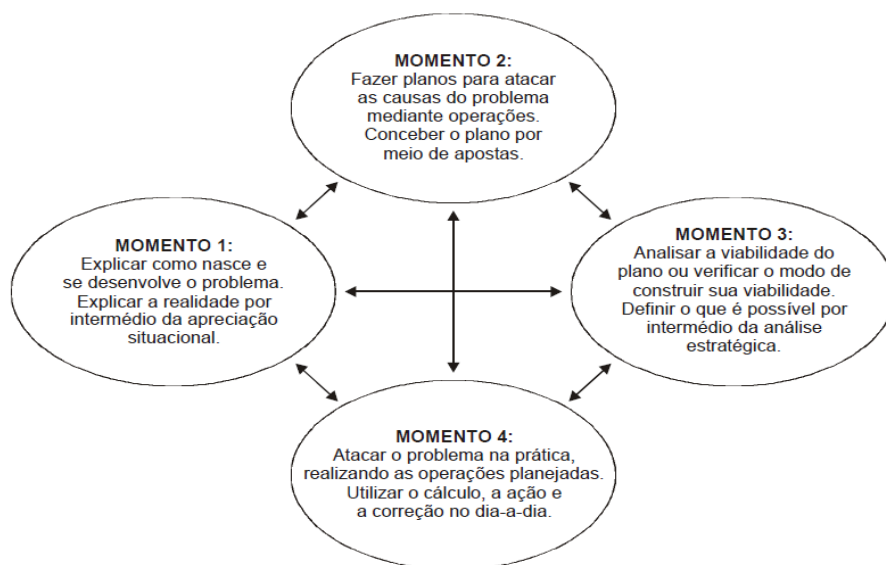 MOMENTO 2:
Fazer planos para atacar
as causas do problema
mediante operações.
Conceber o plano por
meio de apostas.
MOMENTO 1:
Explicar como nasce e
se desenvolve o problema.
Explicar a realidade por
intermédio da apreciação
situacional.
MOMENTO 3:
Analisar a viabilidade do
plano ou verificar o modo de
construir sua viabilidade.
Definir o que é possível por
intermédio da análise
estratégica.
MOMENTO 4:
Atacar o problema na prática,
realizando as operações planejadas.
Utilizar o cálculo, a ação e
a correção no dia-a-dia.